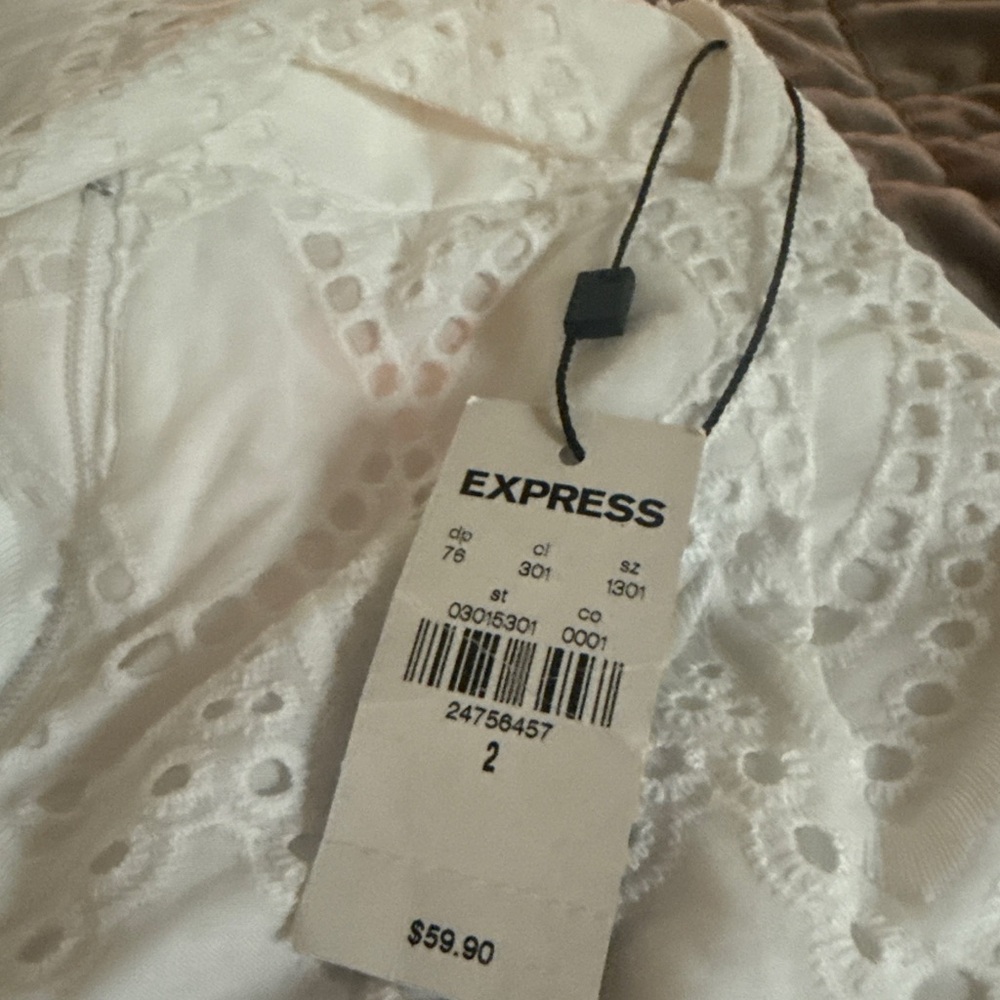 EXPRESS
dp cl sz
76 301 1301
st co
03015301 0001
24756457
2
$59.90